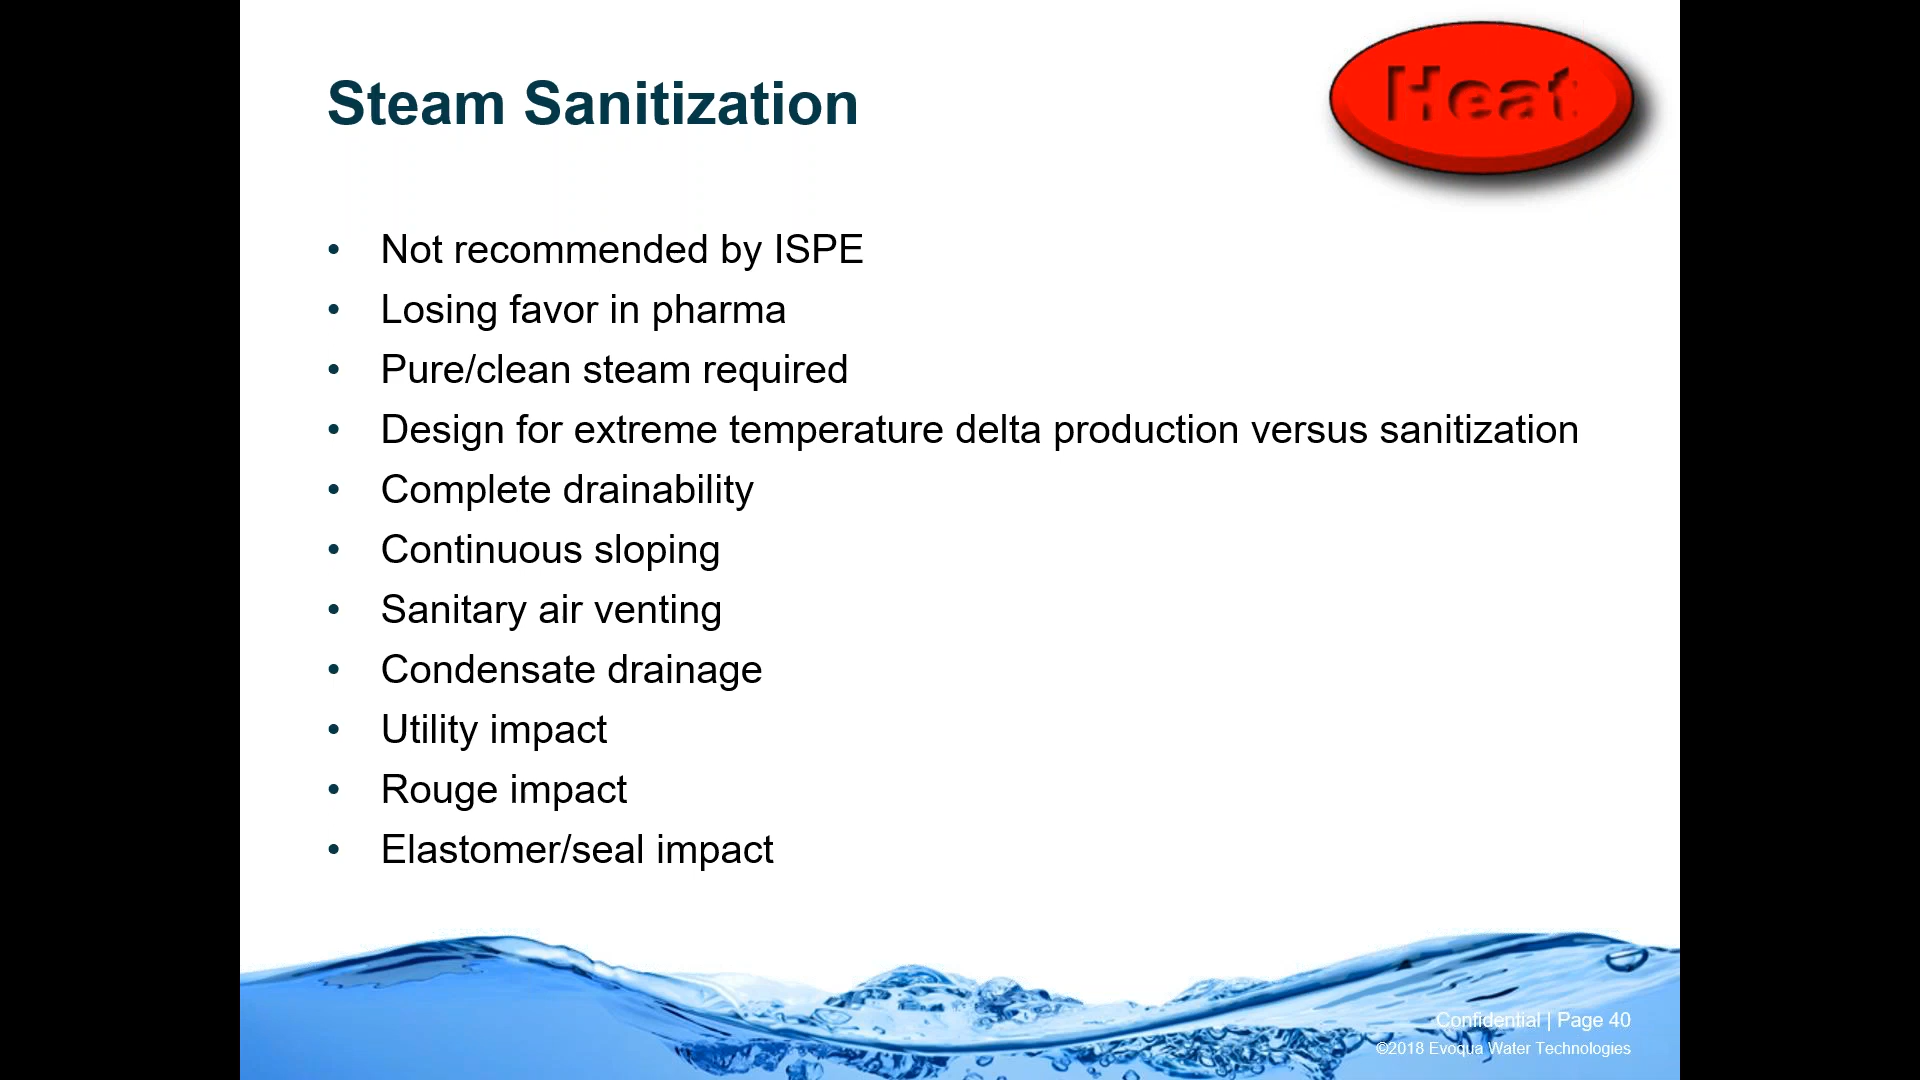 Steam Sanitization
Heat
• Not recommended by ISPE
• Losing favor in pharma
• Pure/clean steam required
• Design for extreme temperature delta production versus sanitization
• Complete drainability
• Continuous sloping
• Sanitary air venting
• Condensate drainage
• Utility impact
• Rouge impact
• Elastomer/seal impact
Confidential | Page 40
©2018 Evoqua Water Technologies